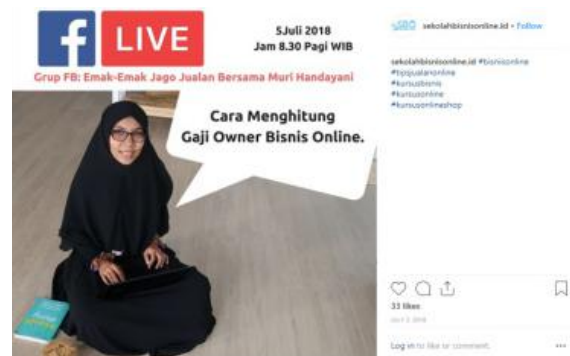 f LIVE
5Juli 2018
Jam 8.30 Pagi WIB
Grup FB: Emak-Emak Jago Jualan Bersama Muri Handayani
Cara Menghitung
Gaji Owner Bisnis Online.
sekolahbisnisonline.id • Follow
sekolahbisnisonline.id #bisnisonline
#tipsjualanonline
#kursusbisnis
#kursusonline
#kursusonlineshop
33 likes
2018
Log in to like or comment.